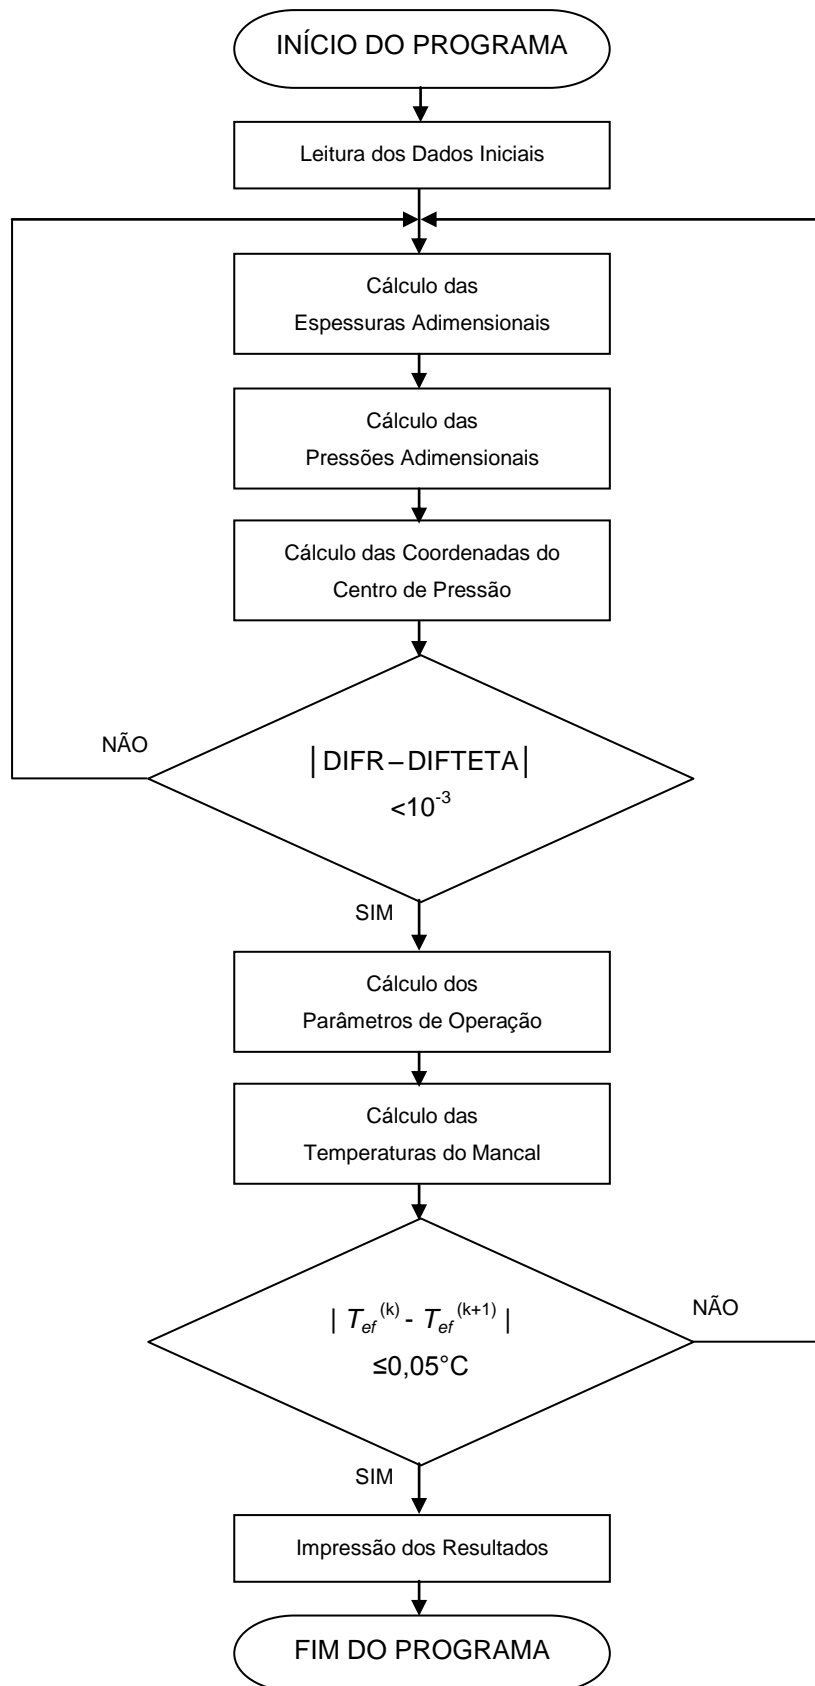 INÍCIO DO PROGRAMA
Leitura dos Dados Iniciais
Cálculo das
Espessuras Adimensionais
Cálculo das
Pressões Adimensionais
Cálculo das Coordenadas do
Centro de Pressão
NÃO
|DIFR – DIFTETA|
<10^-3
SIM
Cálculo dos
Parâmetros de Operação
Cálculo das
Temperaturas do Mancal
| T_ef^(k) - T_ef^(k+1) |
≤0,05°C
NÃO
SIM
Impressão dos Resultados
FIM DO PROGRAMA